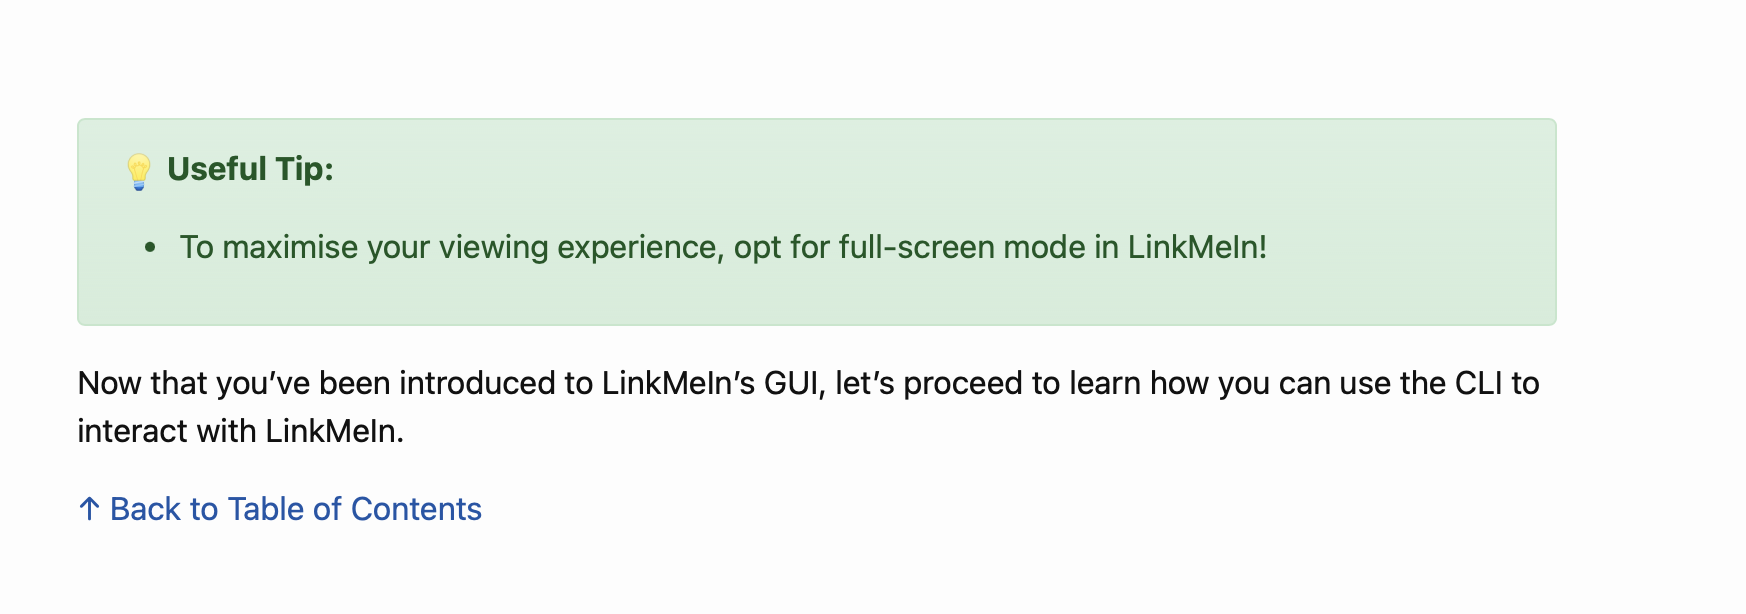 💡 Useful Tip:
• To maximise your viewing experience, opt for full-screen mode in LinkMeIn!
Now that you’ve been introduced to LinkMeIn’s GUI, let’s proceed to learn how you can use the CLI to
interact with LinkMeIn.
↑ Back to Table of Contents